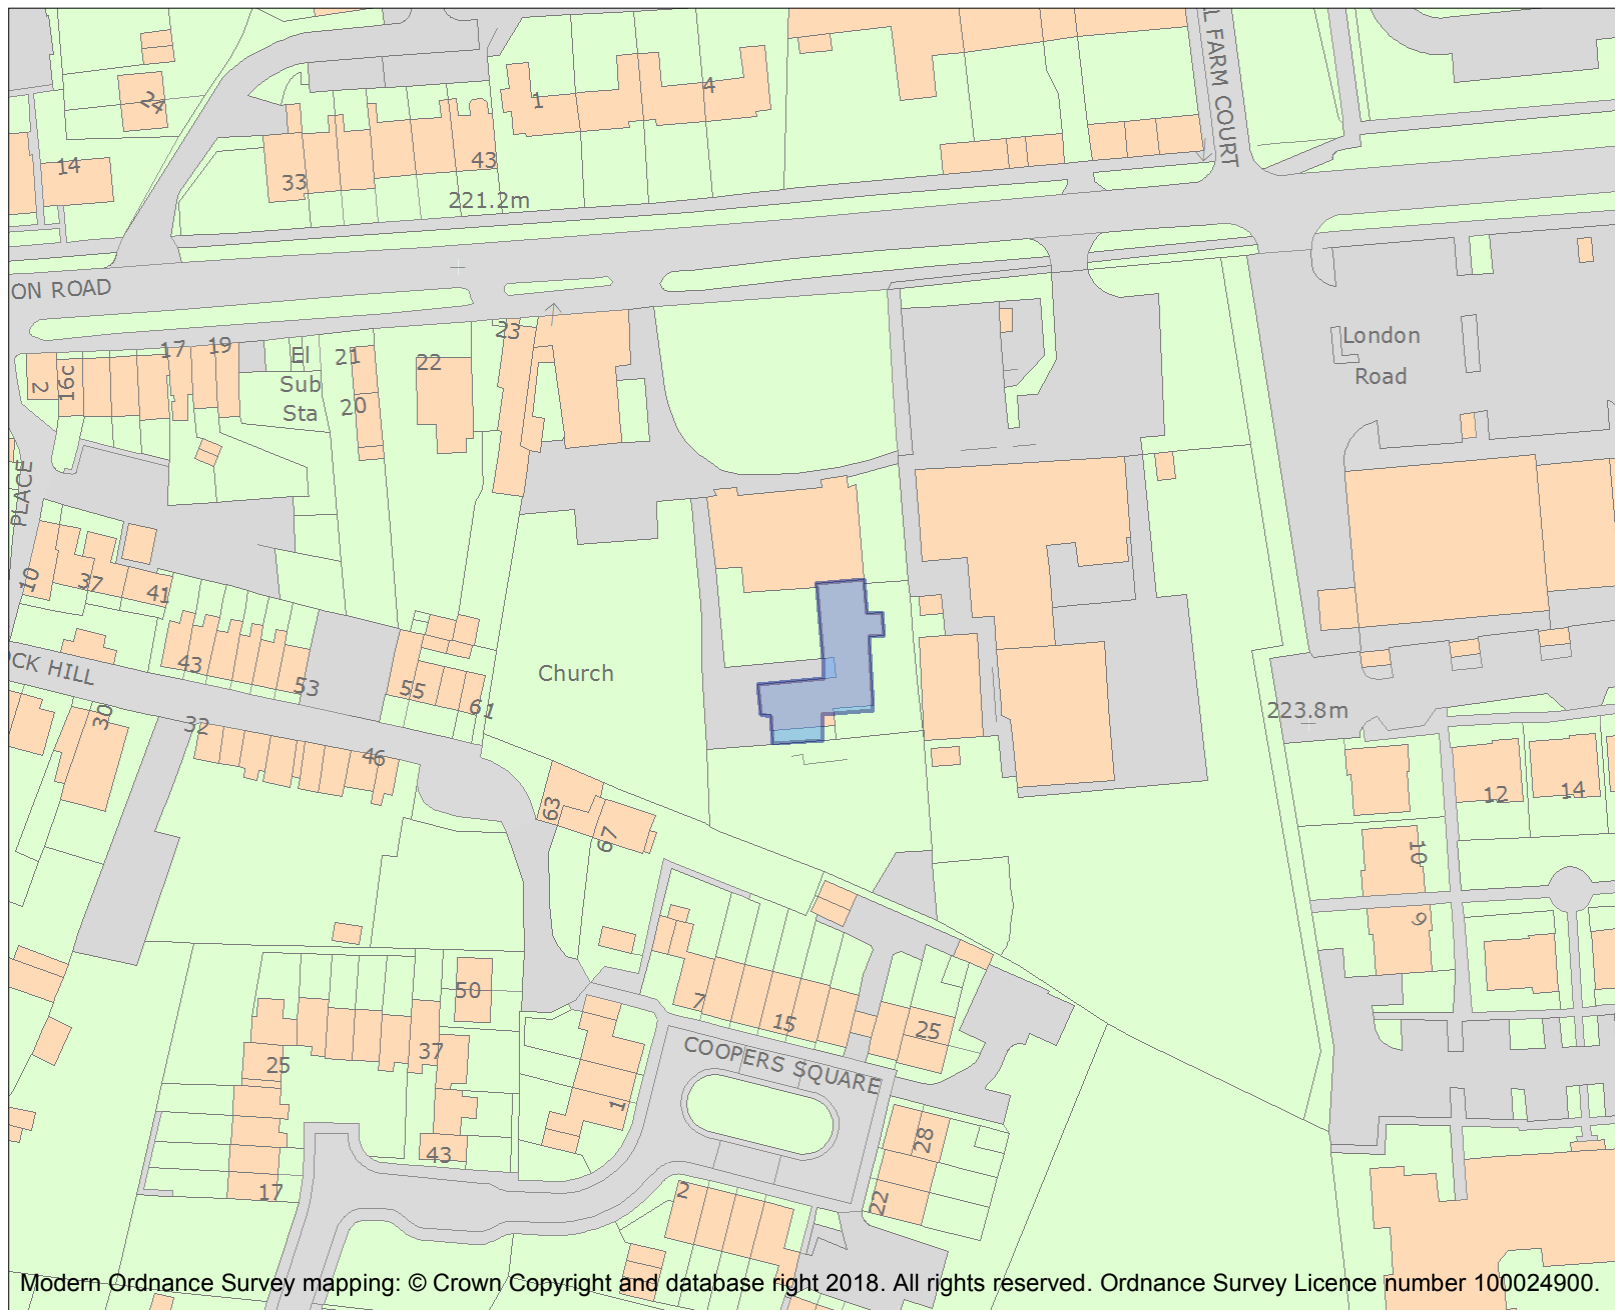 24
14
1
4
33
43
221.2m
L FARM COURT
ON ROAD
2
16c
17
19
El
Sub
Sta
21
20
22
23
London
Road
PLACE
10
37
41
43
53
55
61
OCK HILL
30
32
46
Church
223.8m
12
14
10
9
63
67
50
7
15
25
25
37
COOPERS SQUARE
1
28
22
43
17
2
Modern Ordnance Survey mapping: © Crown Copyright and database right 2018. All rights reserved. Ordnance Survey Licence number 100024900.